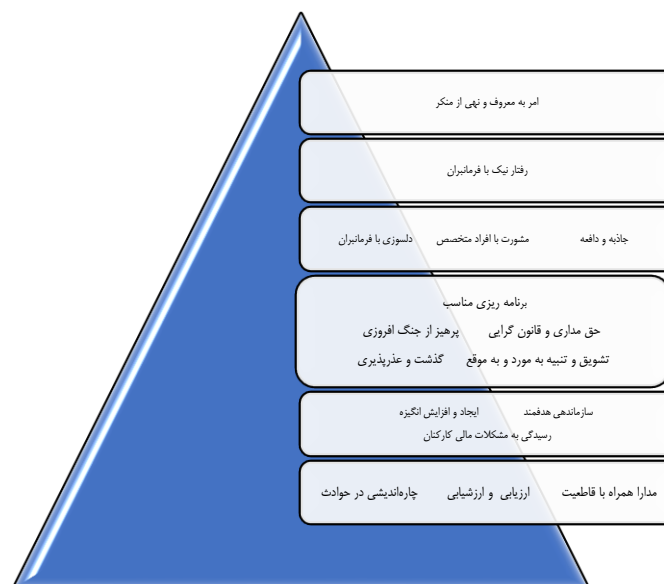 امر به معروف و نهی از منکر
رفتار نیک با فرمانبران
جاذبه و دافعه مشورت با افراد متخصص دلسوزی با فرمانبران
برنامه ریزی مناسب
حق مداری و قانون گرایی پرهیز از جنگ افروزی
تشویق و تنبیه به مورد و به موقع گذشت و عذرپذیری
سازماندهی هدفمند ایجاد و افزایش انگیزه
رسیدگی به مشکلات مالی کارکنان
مدارا همراه با قاطعیت ارزیابی و ارزشیابی چاره‌اندیشی در حوادث